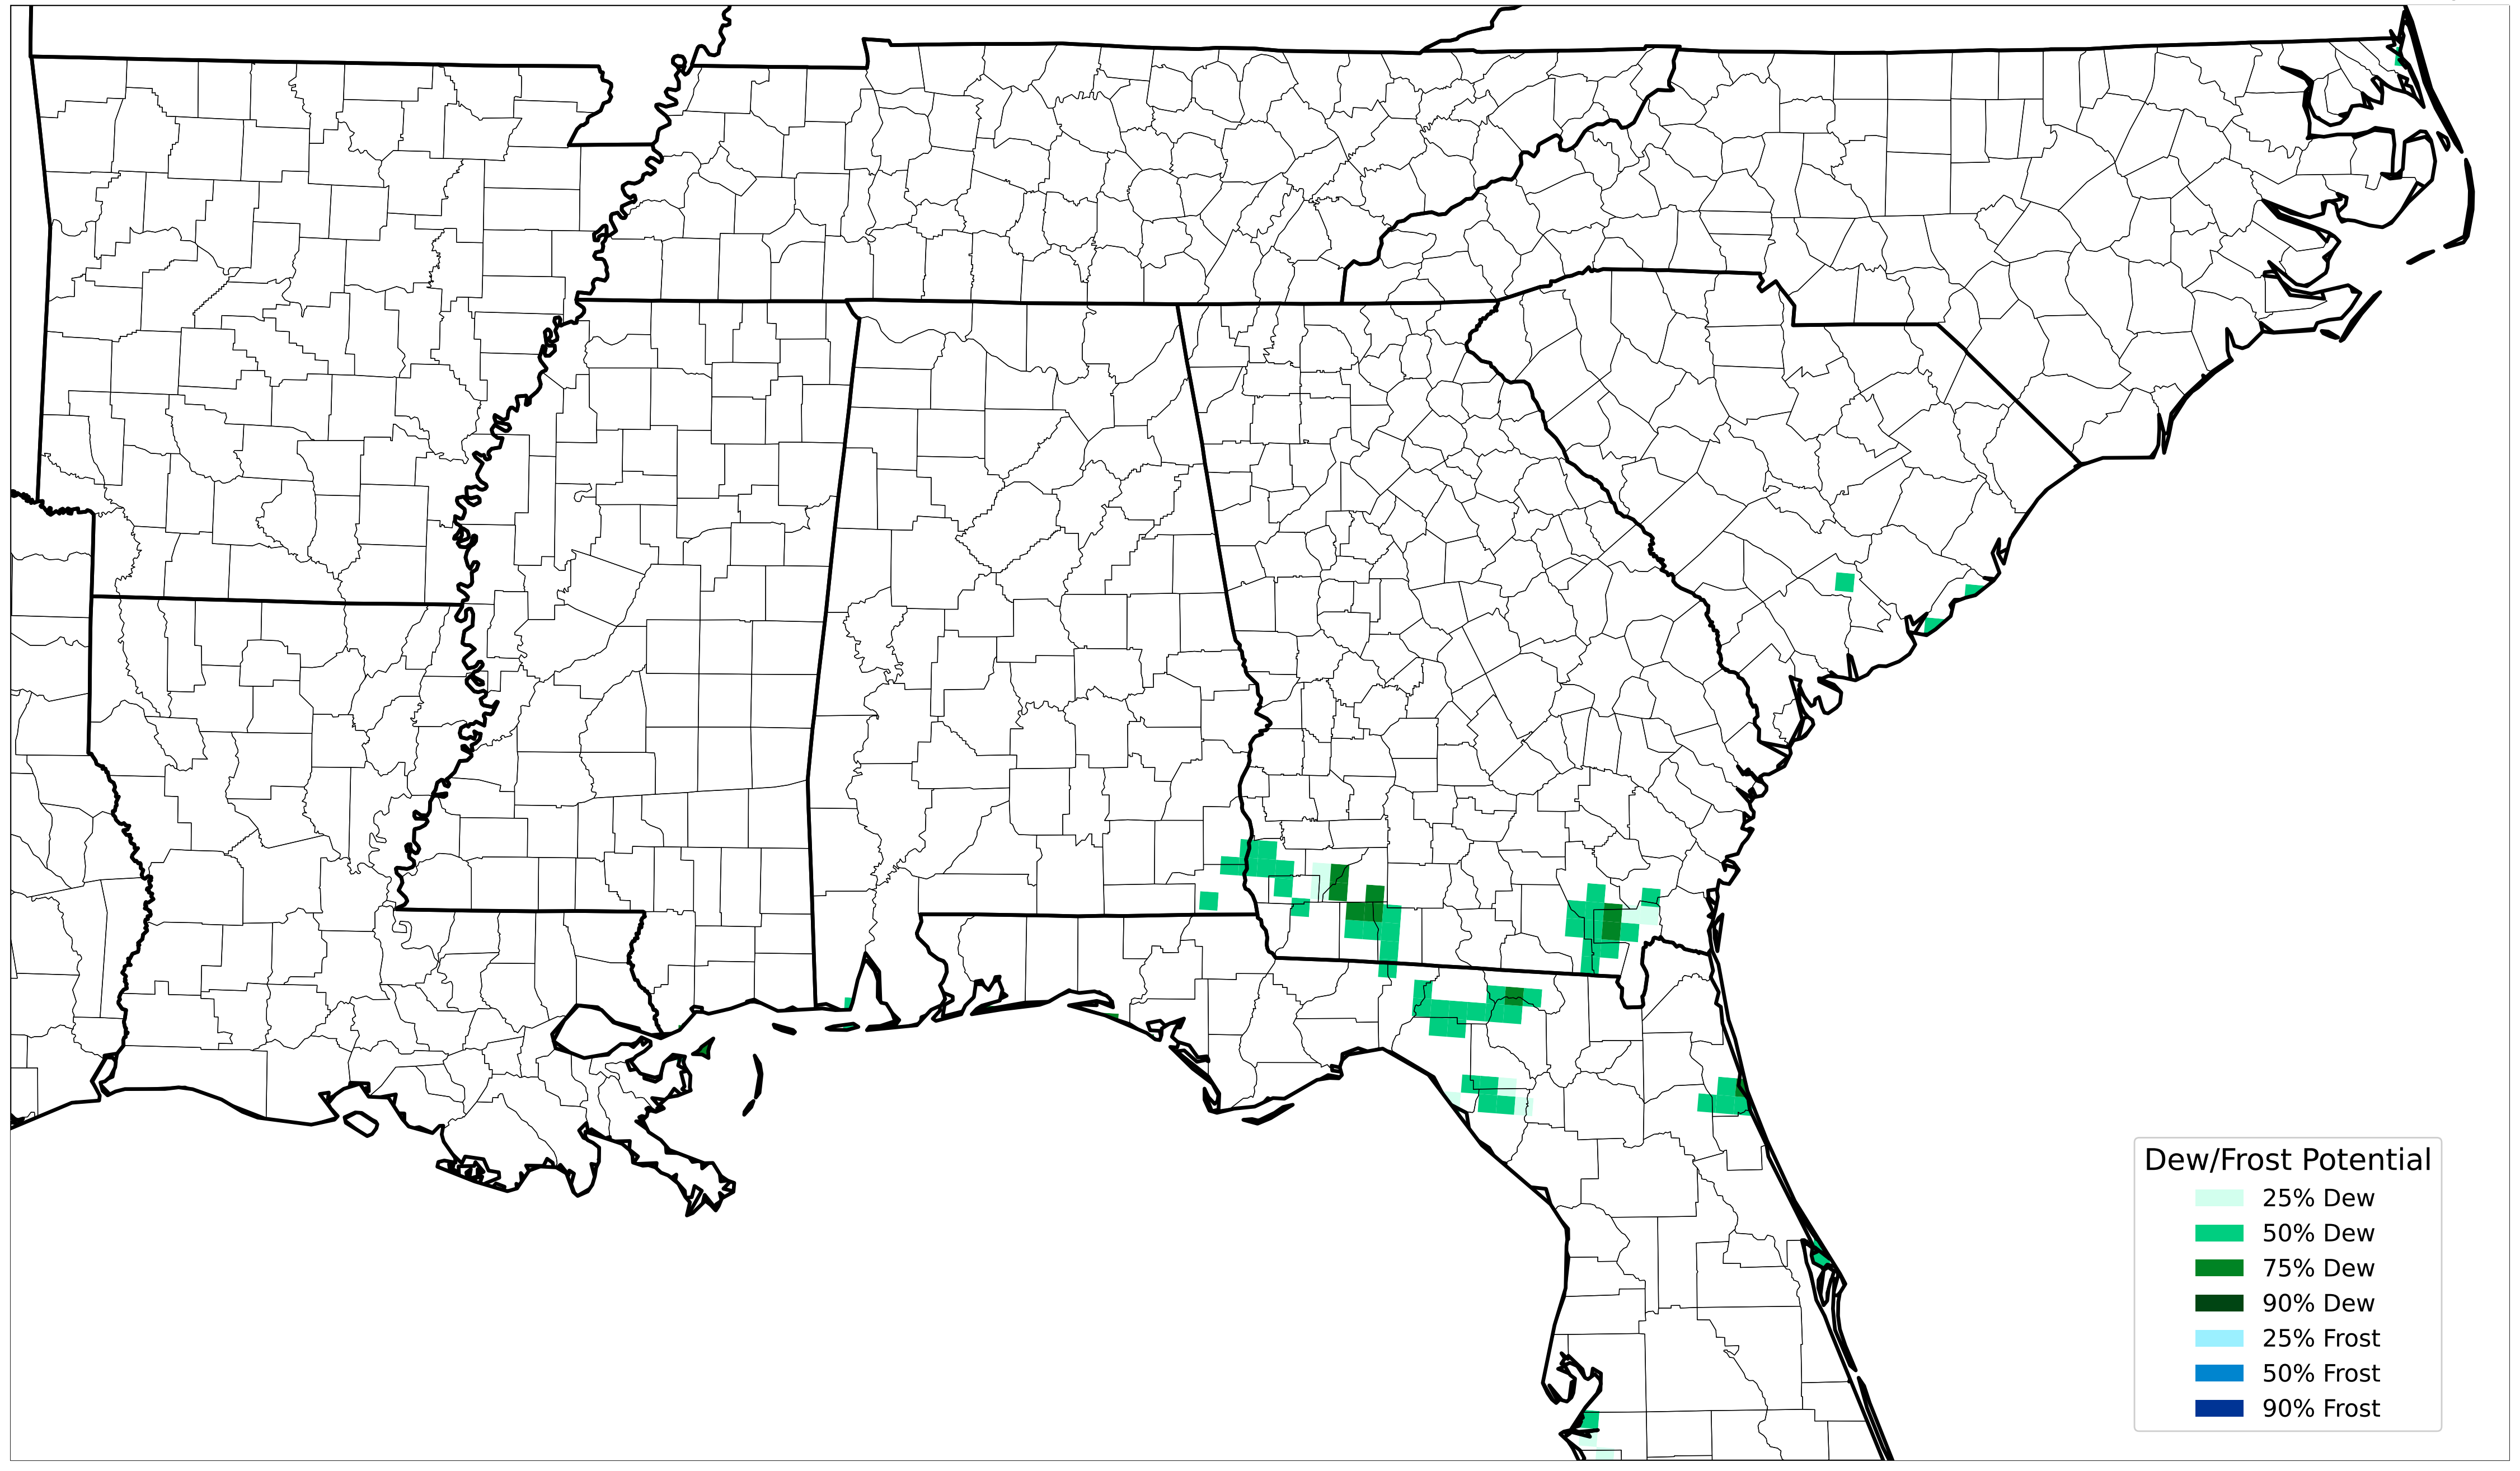 Dew/Frost Potential
25% Dew
50% Dew
75% Dew
90% Dew
25% Frost
50% Frost
90% Frost